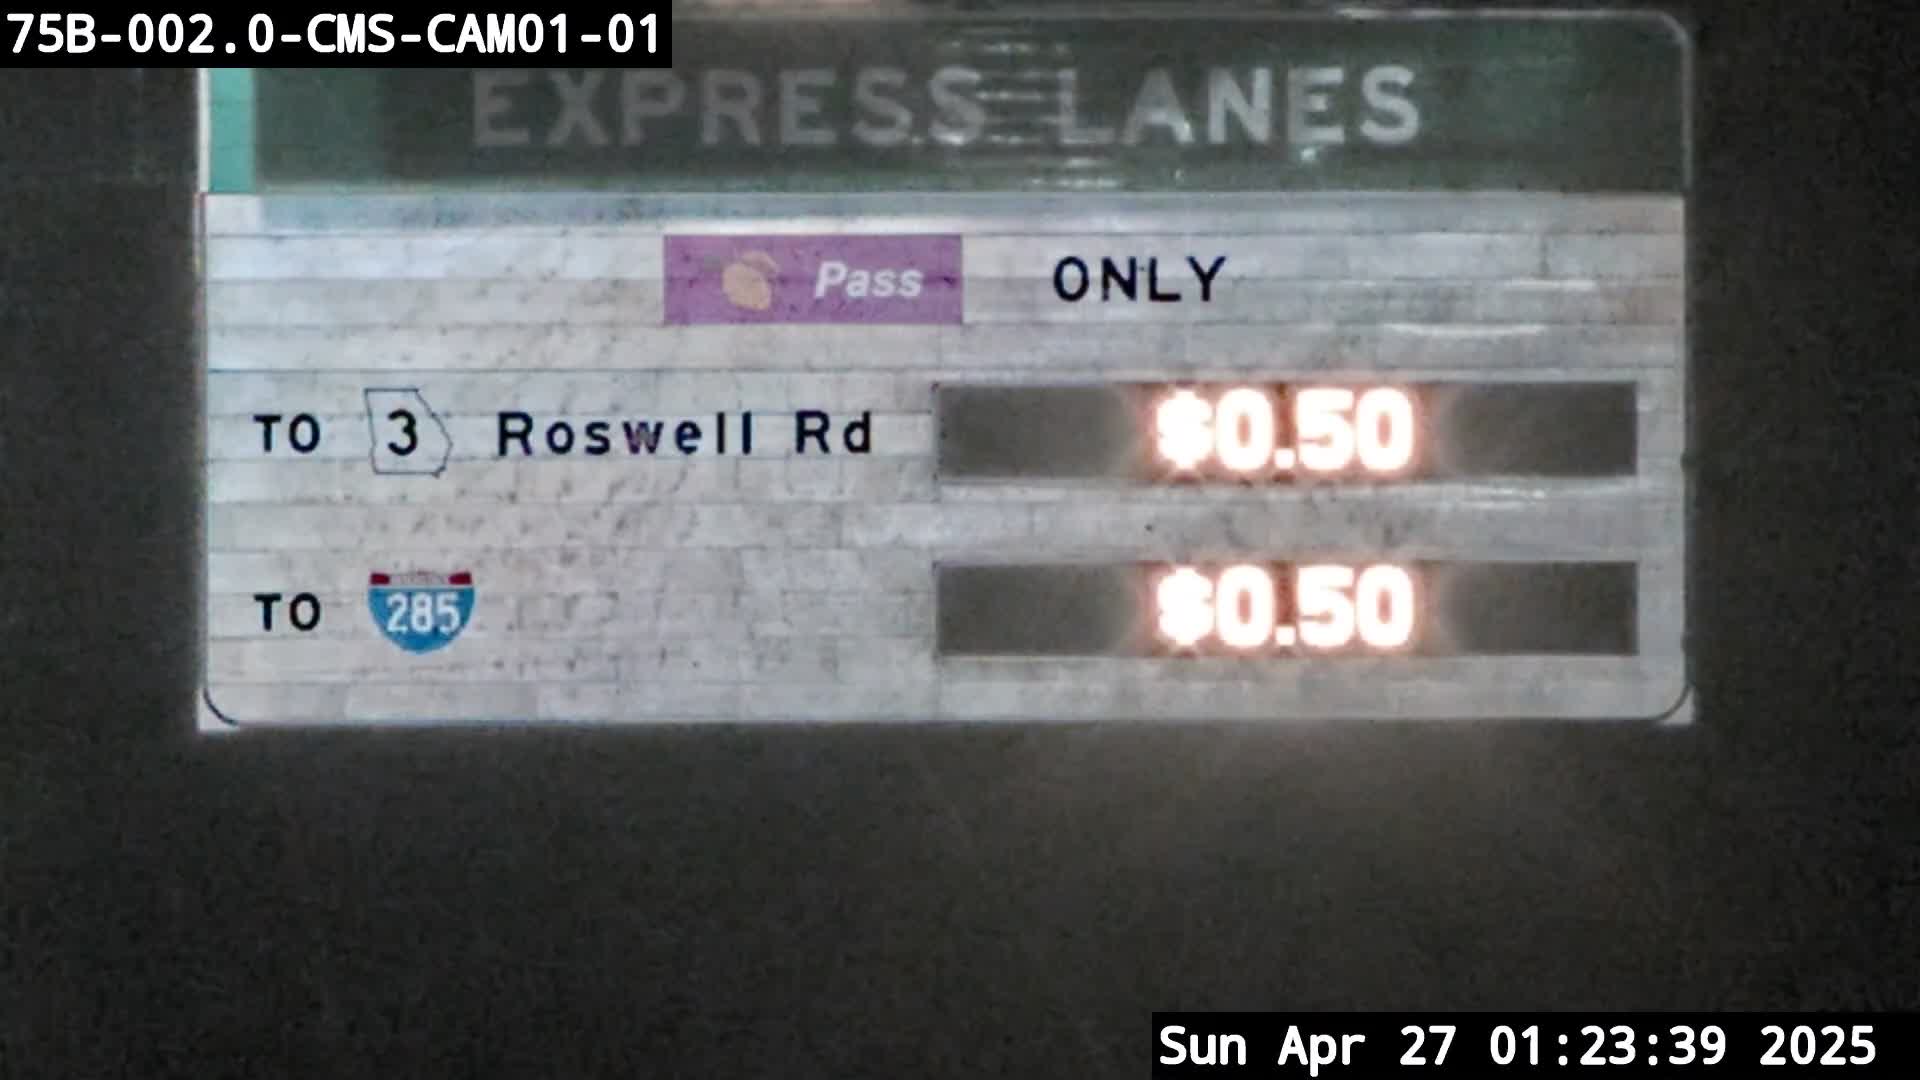 75B-002.0-CMS-CAM01-01
EXPRESS LANES
Pass ONLY
TO 3 Roswell Rd $0.50
TO 285 $0.50
Sun Apr 27 01:23:39 2025